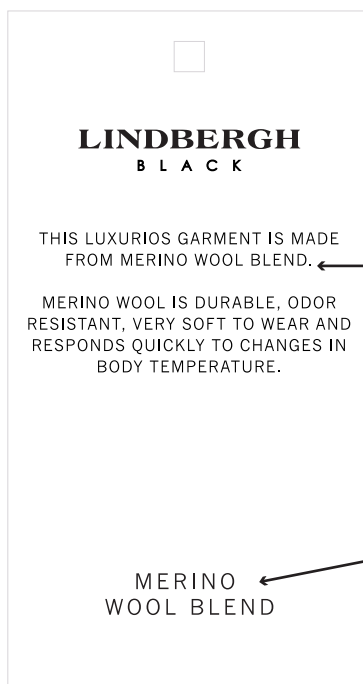 LINDBERGH
BLACK
THIS LUXURIOS GARMENT IS MADE
FROM MERINO WOOL BLEND.
MERINO WOOL IS DURABLE, ODOR
RESISTANT, VERY SOFT TO WEAR AND
RESPONDS QUICKLY TO CHANGES IN
BODY TEMPERATURE.
MERINO
WOOL BLEND